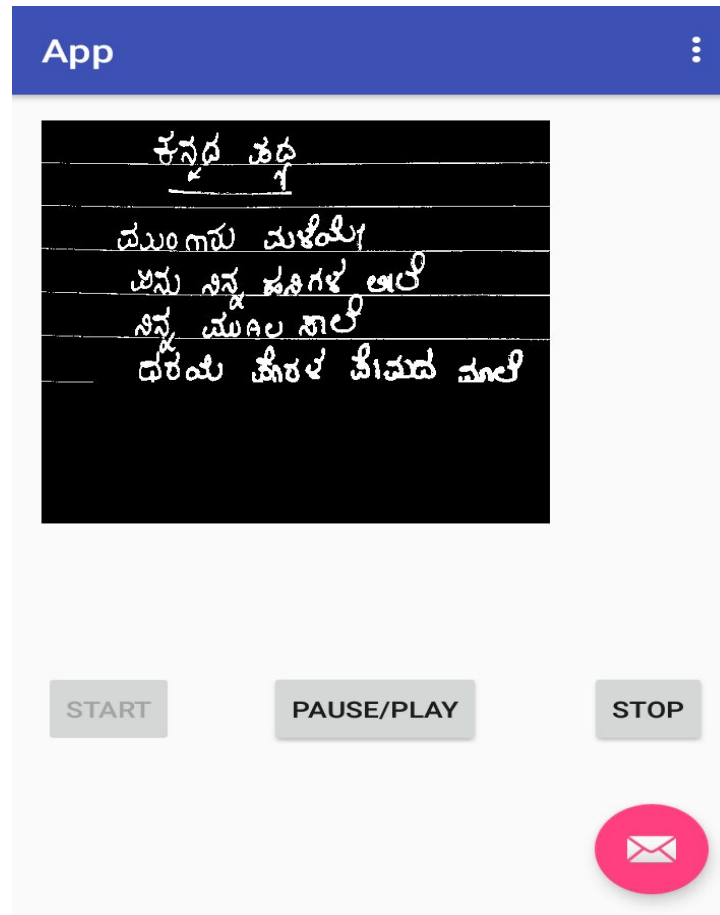 App
ಕನ್ನಡ ಪದ್ಯ
ಮುಂಗಾರು ಮಳೆಯೇ
ಏನು ನಿನ್ನ ಹನಿಗಳ ಲೀಲೆ
ನಿನ್ನ ಮುಗಿಲ ಸಾಲೆ
ಧರೆಯ ಕೊರಳ ಪ್ರೇಮದ ಮಾಲೆ
START PAUSE/PLAY STOP